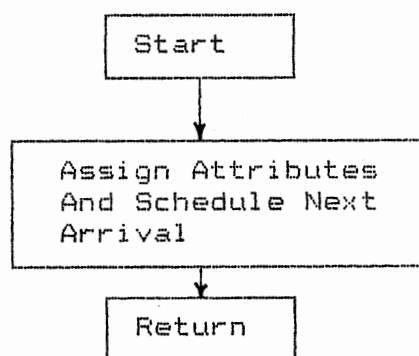 Start
Assign Attributes
And Schedule Next
Arrival
Return